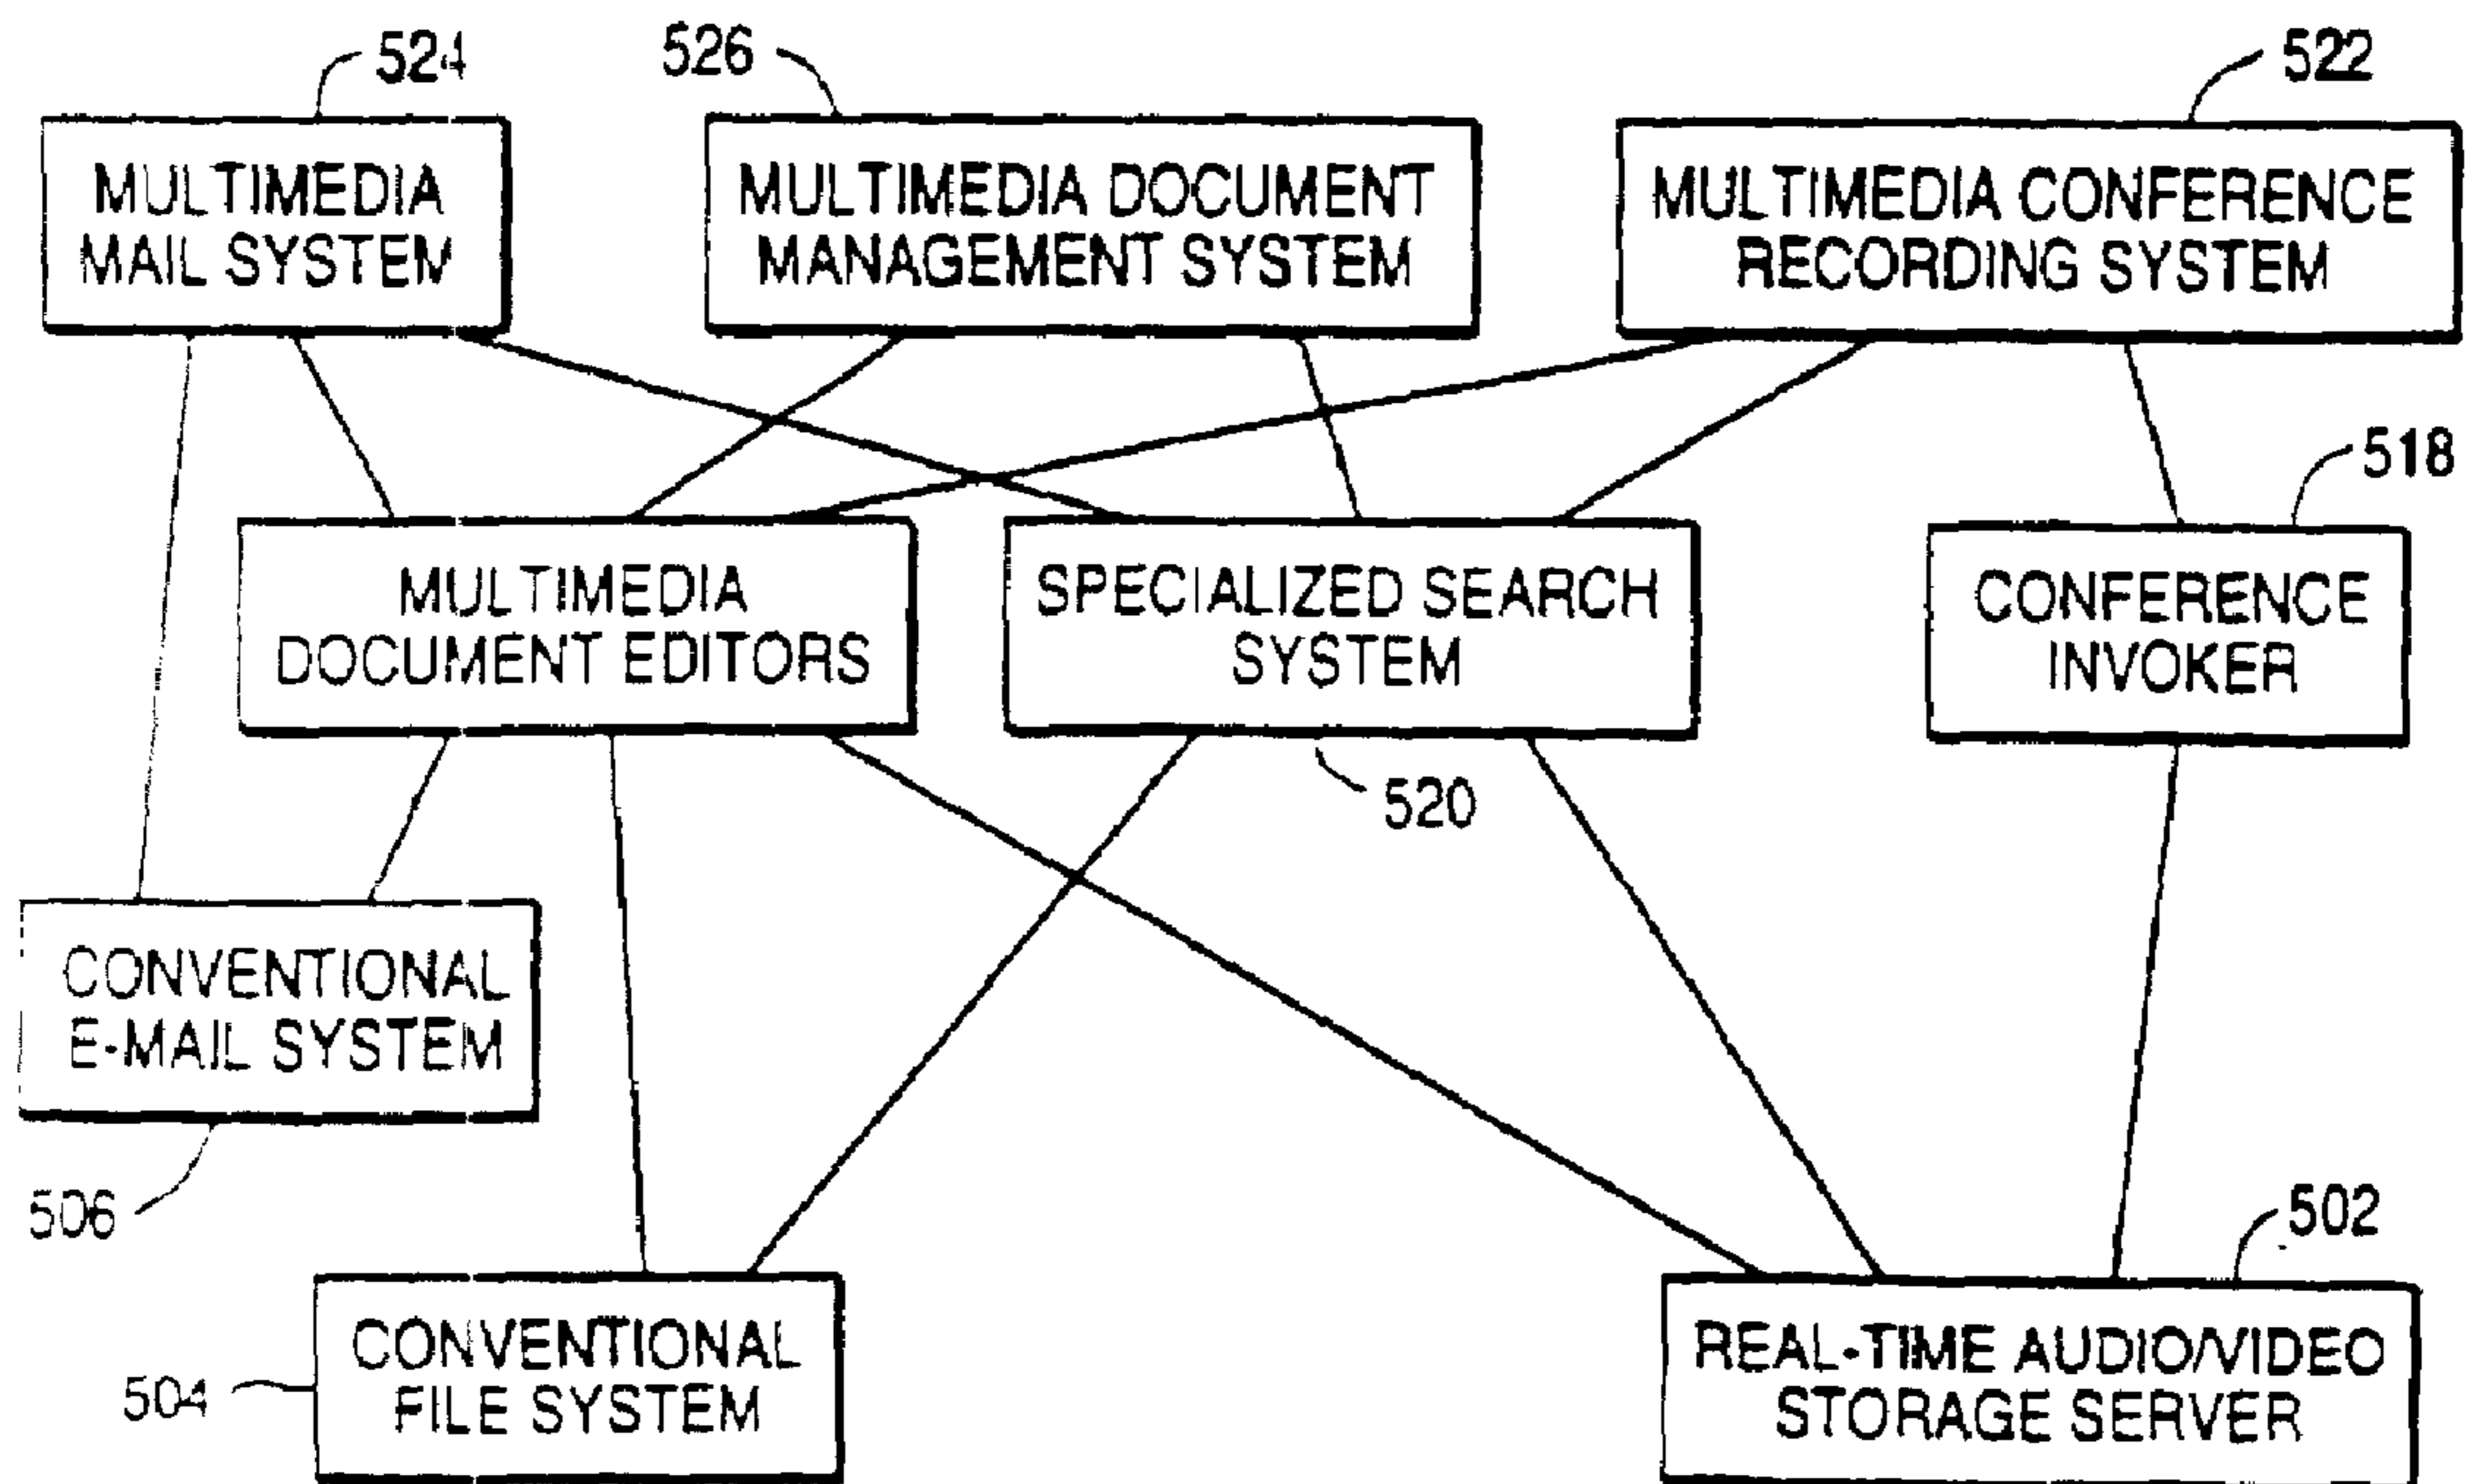 524
526
522
MULTIMEDIA
MAIL SYSTEM
MULTIMEDIA DOCUMENT
MANAGEMENT SYSTEM
MULTIMEDIA CONFERENCE
RECORDING SYSTEM
518
MULTIMEDIA
DOCUMENT EDITORS
SPECIALIZED SEARCH
SYSTEM
CONFERENCE
INVOKER
520
CONVENTIONAL
E-MAIL SYSTEM
506
502
504
CONVENTIONAL
FILE SYSTEM
REAL-TIME AUDIO/VIDEO
STORAGE SERVER